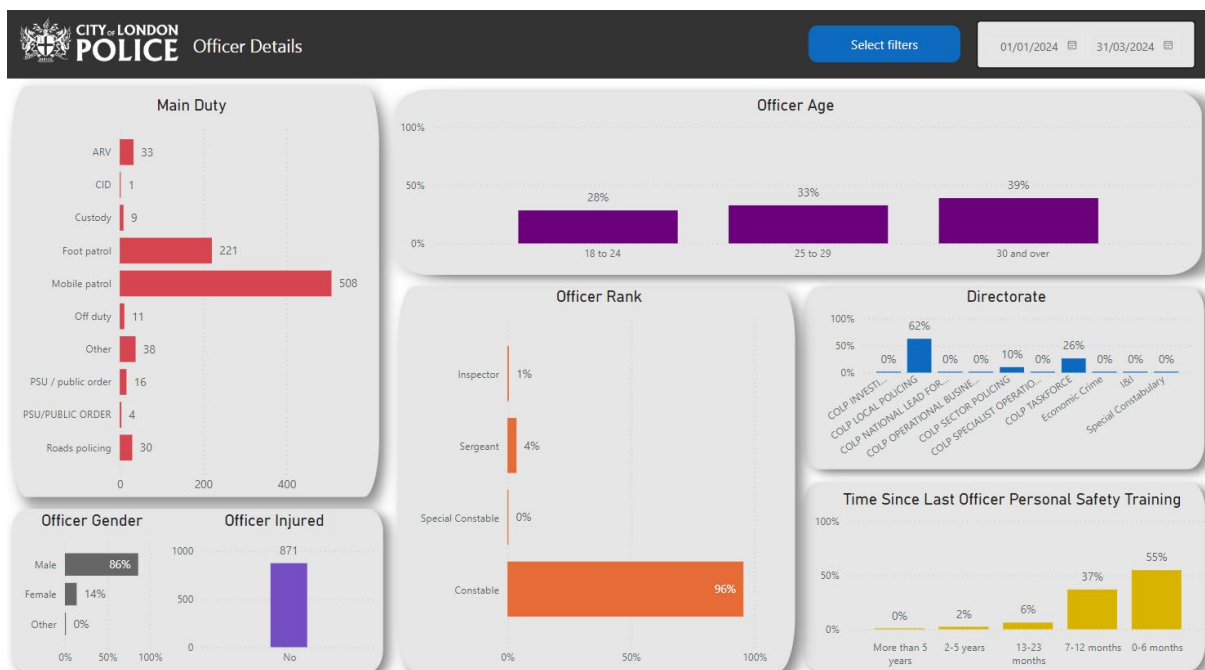 CITY OF LONDON
POLICE
Officer Details
Select filters
01/01/2024
31/03/2024
Main Duty
ARV
33
CID
1
Custody
9
Foot patrol
221
Mobile patrol
508
Off duty
11
Other
38
PSU / public order
16
PSU/PUBLIC ORDER
4
Roads policing
30
0
200
400
Officer Age
100%
50%
0%
28%
33%
39%
18 to 24
25 to 29
30 and over
Officer Gender
Male
86%
Female
14%
Other
0%
0%
50%
100%
Officer Injured
1000
500
0
871
No
Officer Rank
Inspector
1%
Sergeant
4%
Special Constable
0%
Constable
96%
0%
50%
100%
Directorate
100%
50%
0%
0%
62%
0%
0%
10%
0%
26%
0%
0%
0%
COLP INVESTI...
COLP LOCAL POLICING
COLP NATIONAL LEAD FOR...
COLP OPERATIONAL BUSINE...
COLP SECTOR POLICING
COLP SPECIALIST OPERATIO...
COLP TASKFORCE
Economic Crime
I&I
Special Constabulary
Time Since Last Officer Personal Safety Training
100%
50%
0%
0%
2%
6%
37%
55%
More than 5
years
2-5 years
13-23
months
7-12 months
0-6 months